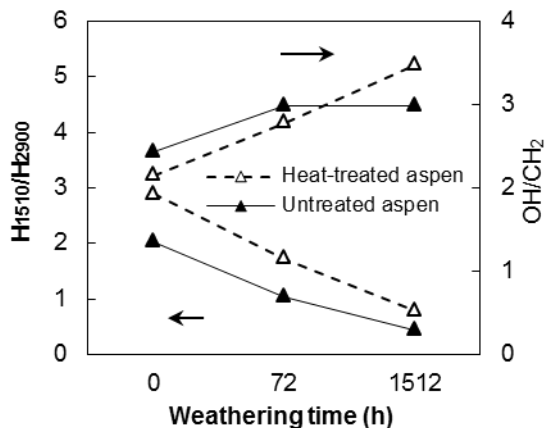 6
5
4
3
2
1
0
H1510/H2900
4
3
2
1
0
OH/CH2
Heat-treated aspen
Untreated aspen
0 72 1512
Weathering time (h)